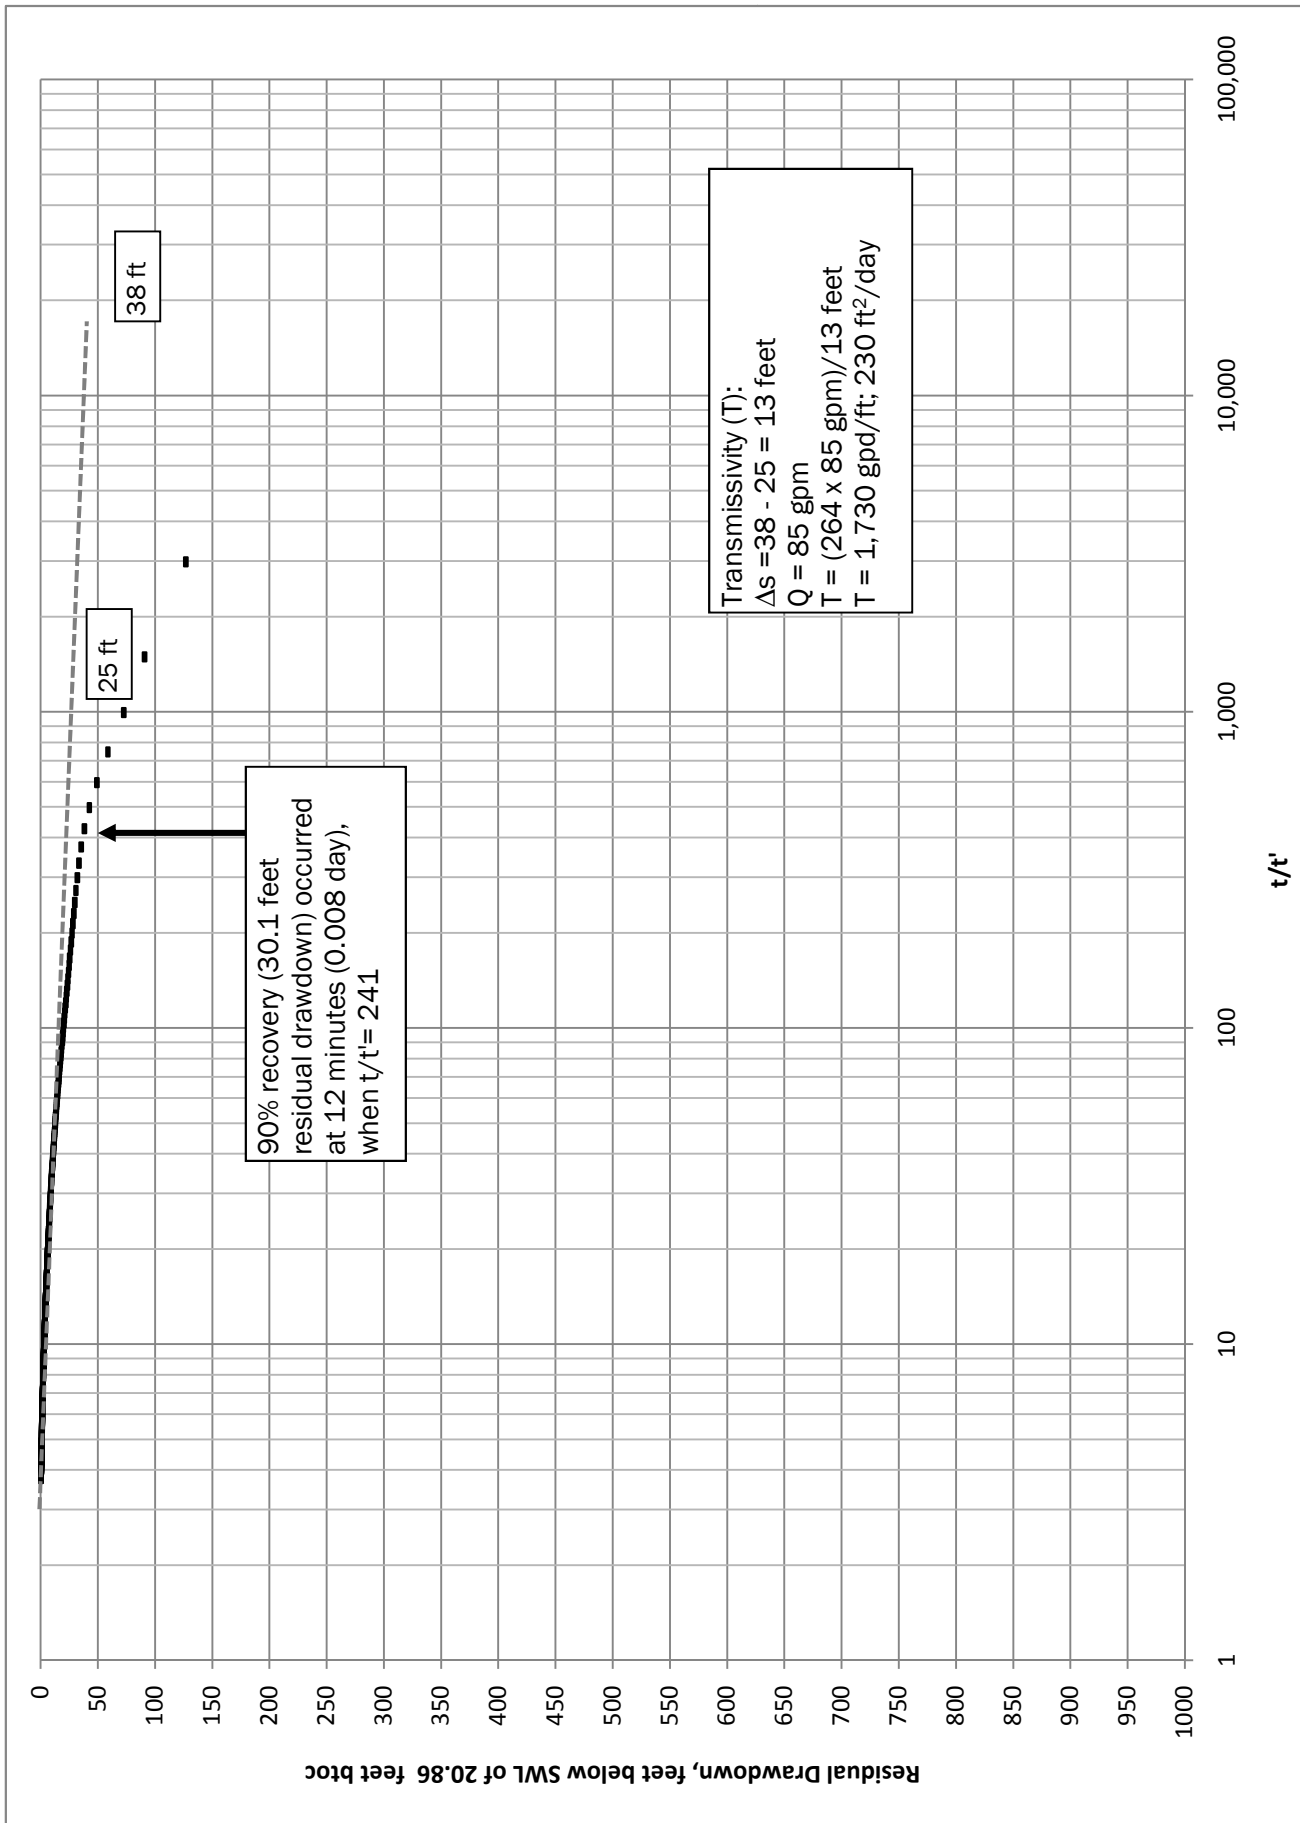 0
50
100
150
200
250
300
350
400
450
500
550
600
650
700
750
800
850
900
950
1000
1
10
100
1,000
10,000
100,000
Residual Drawdown, feet below SWL of 20.86 feet btoc
t/t'
38 ft
25 ft
90% recovery (30.1 feet
residual drawdown) occurred
at 12 minutes (0.008 day),
when t/t'= 241
Transmissivity (T):
Δs =38 - 25 = 13 feet
Q = 85 gpm
T = (264 x 85 gpm)/13 feet
T = 1,730 gpd/ft; 230 ft²/day